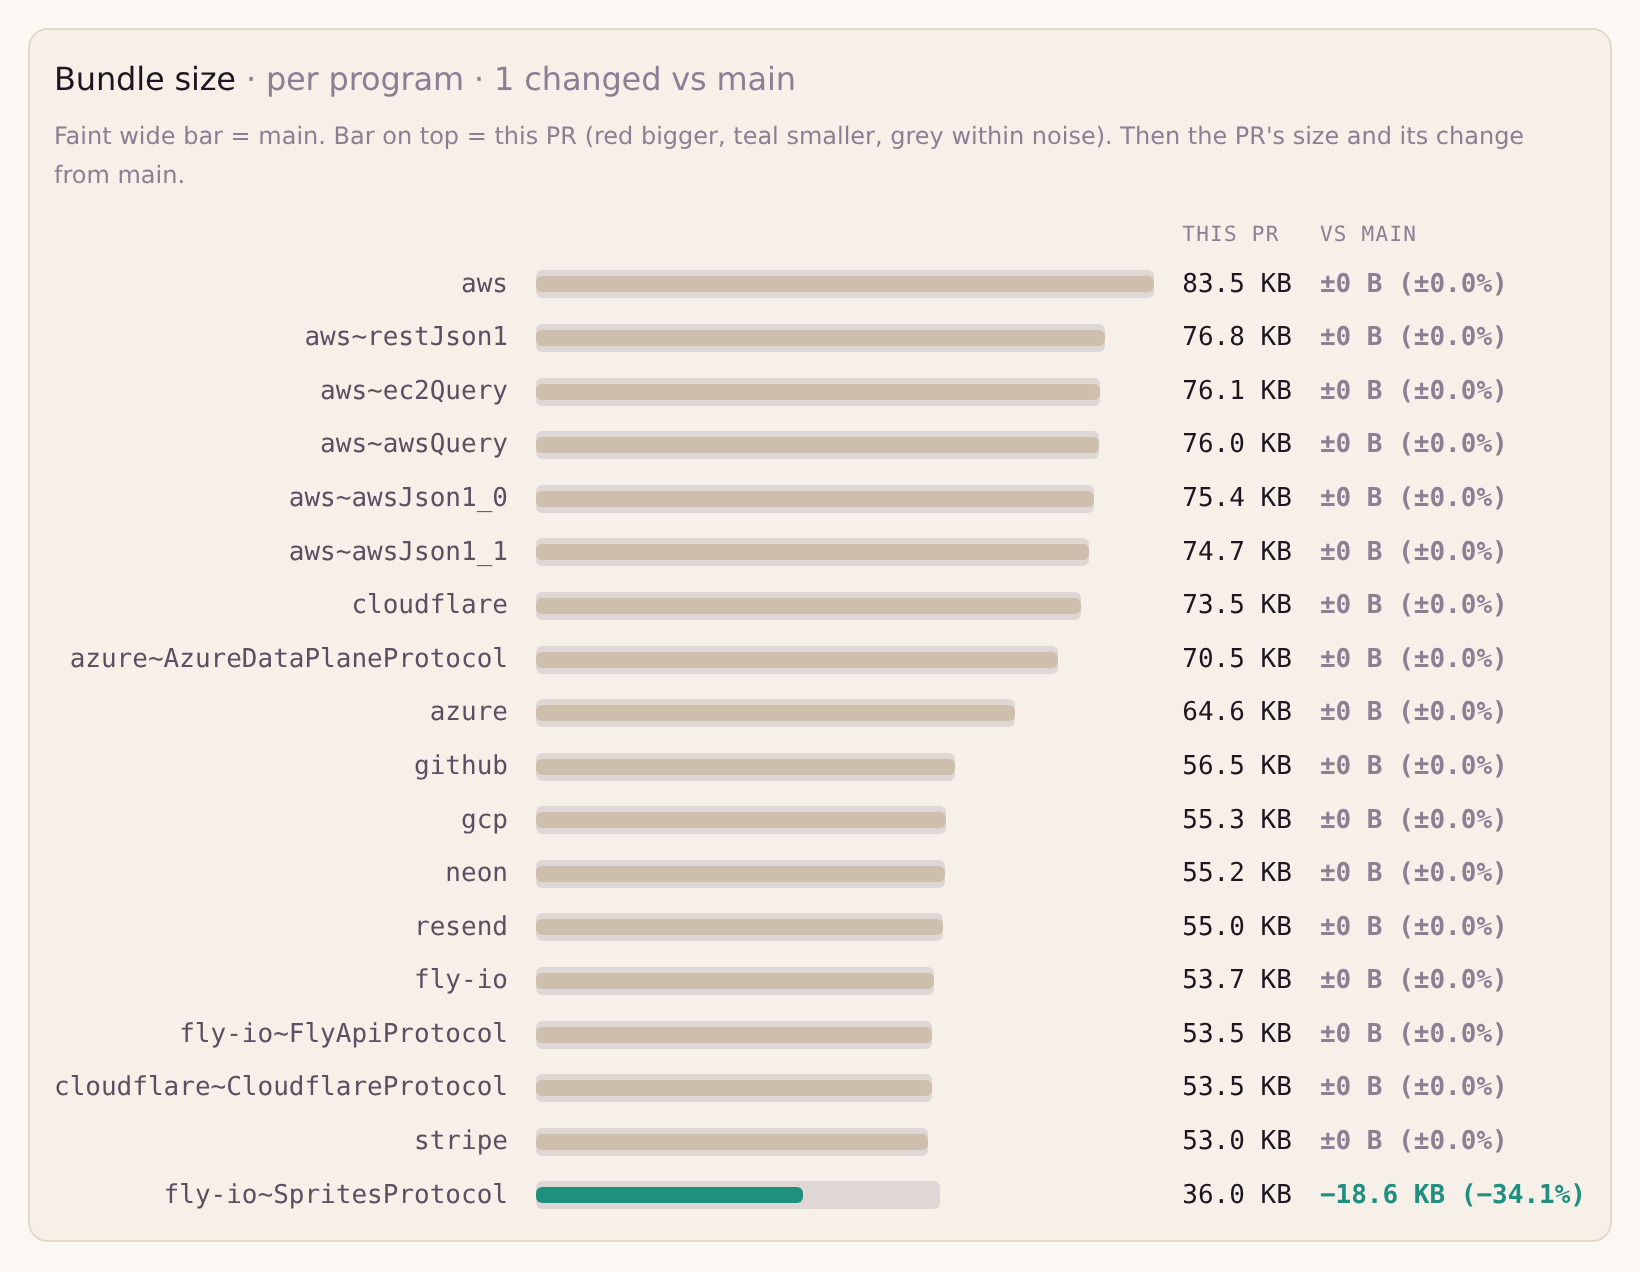 Bundle size · per program · 1 changed vs main
Faint wide bar = main. Bar on top = this PR (red bigger, teal smaller, grey within noise). Then the PR's size and its change
from main.
THIS PR VS MAIN
aws 83.5 KB ±0 B (±0.0%)
aws~restJson1 76.8 KB ±0 B (±0.0%)
aws~ec2Query 76.1 KB ±0 B (±0.0%)
aws~awsQuery 76.0 KB ±0 B (±0.0%)
aws~awsJson1_0 75.4 KB ±0 B (±0.0%)
aws~awsJson1_1 74.7 KB ±0 B (±0.0%)
cloudflare 73.5 KB ±0 B (±0.0%)
azure~AzureDataPlaneProtocol 70.5 KB ±0 B (±0.0%)
azure 64.6 KB ±0 B (±0.0%)
github 56.5 KB ±0 B (±0.0%)
gcp 55.3 KB ±0 B (±0.0%)
neon 55.2 KB ±0 B (±0.0%)
resend 55.0 KB ±0 B (±0.0%)
fly-io 53.7 KB ±0 B (±0.0%)
fly-io~FlyApiProtocol 53.5 KB ±0 B (±0.0%)
cloudflare~CloudflareProtocol 53.5 KB ±0 B (±0.0%)
stripe 53.0 KB ±0 B (±0.0%)
fly-io~SpritesProtocol 36.0 KB −18.6 KB (−34.1%)